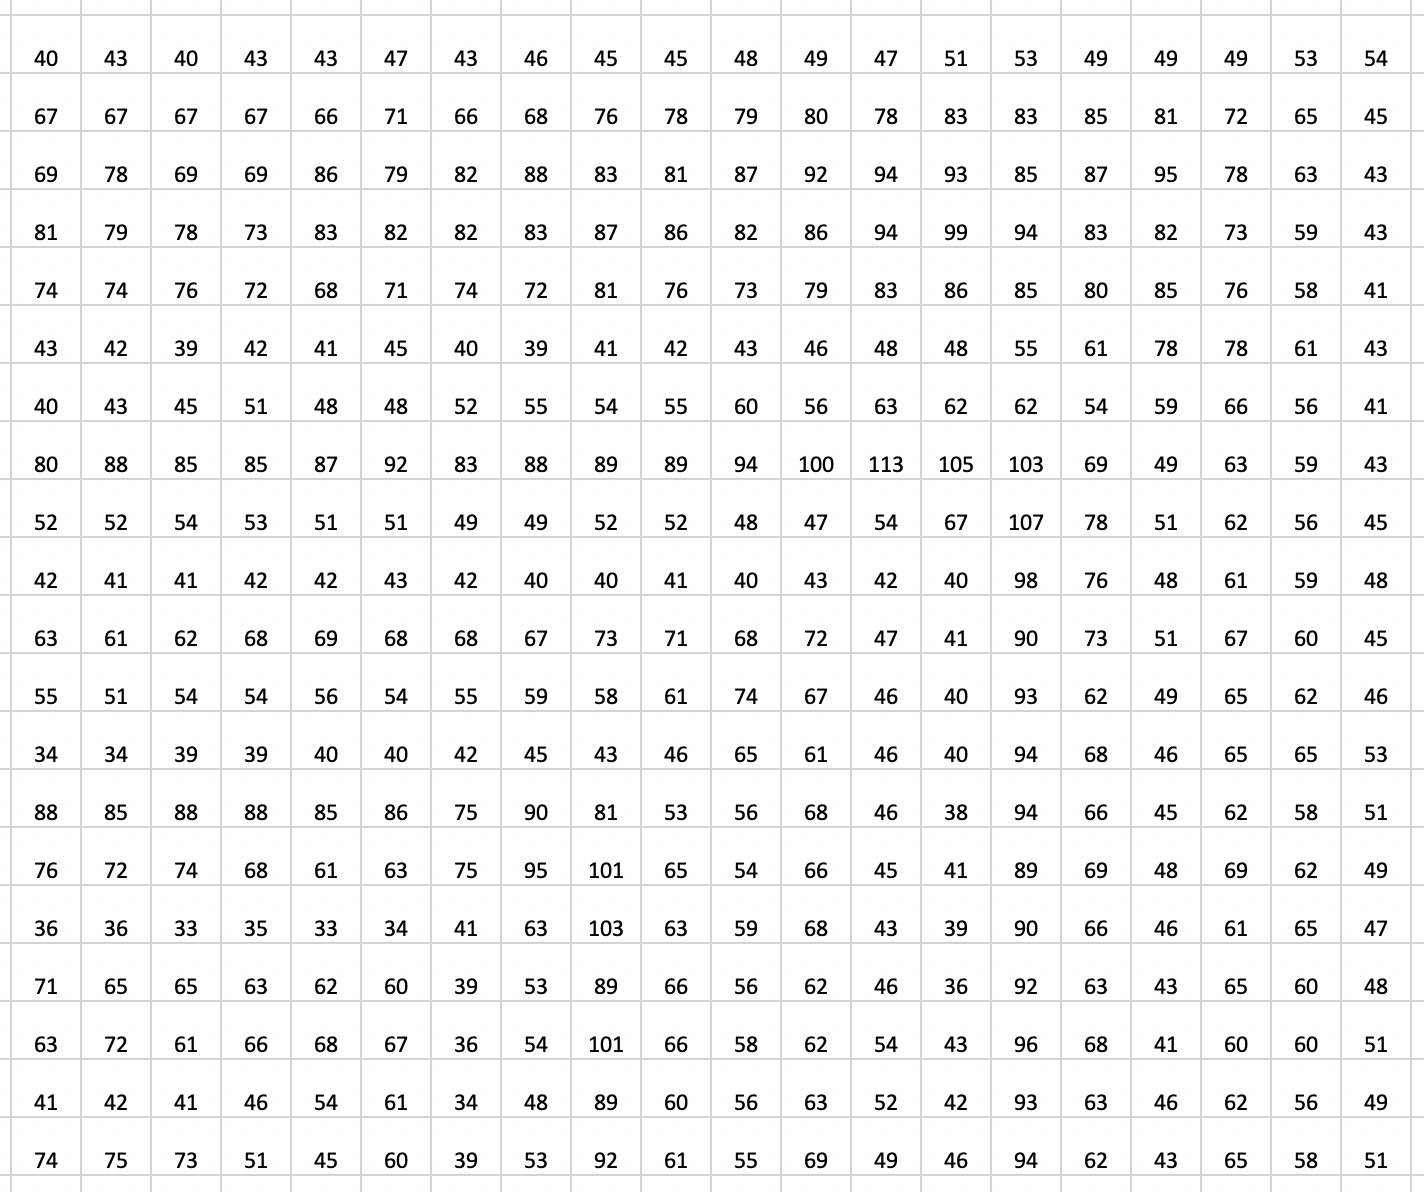 40 43 40 43 43 47 43 46 45 45 48 49 47 51 53 49 49 49 53 54
67 67 67 67 66 71 66 68 76 78 79 80 78 83 83 85 81 72 65 45
69 78 69 69 86 79 82 88 83 81 87 92 94 93 85 87 95 78 63 43
81 79 78 73 83 82 82 83 87 86 82 86 94 99 94 83 82 73 59 43
74 74 76 72 68 71 74 72 81 76 73 79 83 86 85 80 85 76 58 41
43 42 39 42 41 45 40 39 41 42 43 46 48 48 55 61 78 78 61 43
40 43 45 51 48 48 52 55 54 55 60 56 63 62 62 54 59 66 56 41
80 88 85 85 87 92 83 88 89 89 94 100 113 105 103 69 49 63 59 43
52 52 54 53 51 51 49 49 52 52 48 47 54 67 107 78 51 62 56 45
42 41 41 42 42 43 42 40 40 41 40 43 42 40 98 76 48 61 59 48
63 61 62 68 69 68 68 67 73 71 68 72 47 41 90 73 51 67 60 45
55 51 54 54 56 54 55 59 58 61 74 67 46 40 93 62 49 65 62 46
34 34 39 39 40 40 42 45 43 46 65 61 46 40 94 68 46 65 65 53
88 85 88 88 85 86 75 90 81 53 56 68 46 38 94 66 45 62 58 51
76 72 74 68 61 63 75 95 101 65 54 66 45 41 89 69 48 69 62 49
36 36 33 35 33 34 41 63 103 63 59 68 43 39 90 66 46 61 65 47
71 65 65 63 62 60 39 53 89 66 56 62 46 36 92 63 43 65 60 48
63 72 61 66 68 67 36 54 101 66 58 62 54 43 96 68 41 60 60 51
41 42 41 46 54 61 34 48 89 60 56 63 52 42 93 63 46 62 56 49
74 75 73 51 45 60 39 53 92 61 55 69 49 46 94 62 43 65 58 51